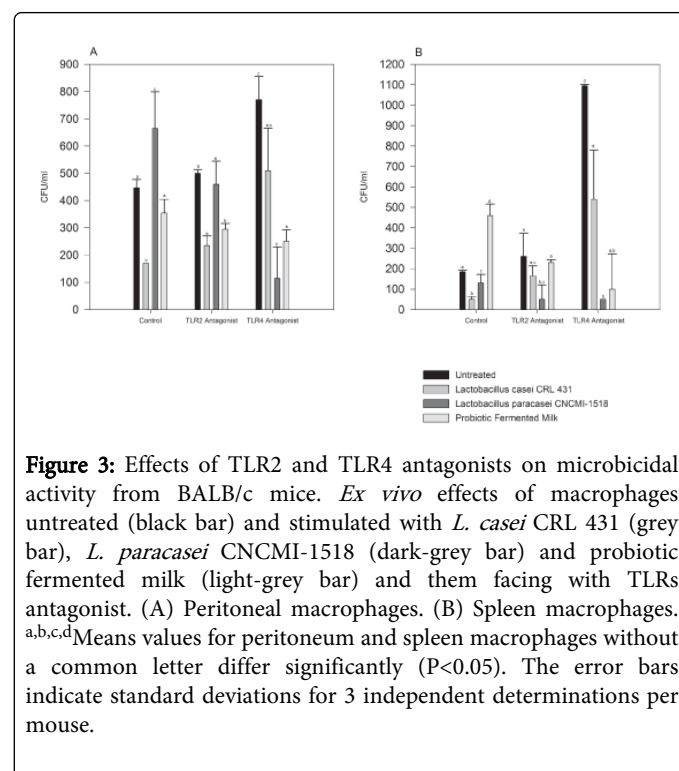 A
B
900
800
700
600
500
400
300
200
100
0
CFU/ml
Control
TLR2 Antagonist
TLR4 Antagonist
1200
1100
1000
900
800
700
600
500
400
300
200
100
0
CFU/ml
Control
TLR2 Antagonist
TLR4 Antagonist
Untreated
Lactobacillus casei CRL 431
Lactobacillus paracasei CNCMI-1518
Probiotic Fermented Milk
Figure 3: Effects of TLR2 and TLR4 antagonists on microbicidal
activity from BALB/c mice. Ex vivo effects of macrophages
untreated (black bar) and stimulated with L. casei CRL 431 (grey
bar), L. paracasei CNCMI-1518 (dark-grey bar) and probiotic
fermented milk (light-grey bar) and them facing with TLRs
antagonist. (A) Peritoneal macrophages. (B) Spleen macrophages.
a,b,c,dMeans values for peritoneum and spleen macrophages without
a common letter differ significantly (P<0.05). The error bars
indicate standard deviations for 3 independent determinations per
mouse.